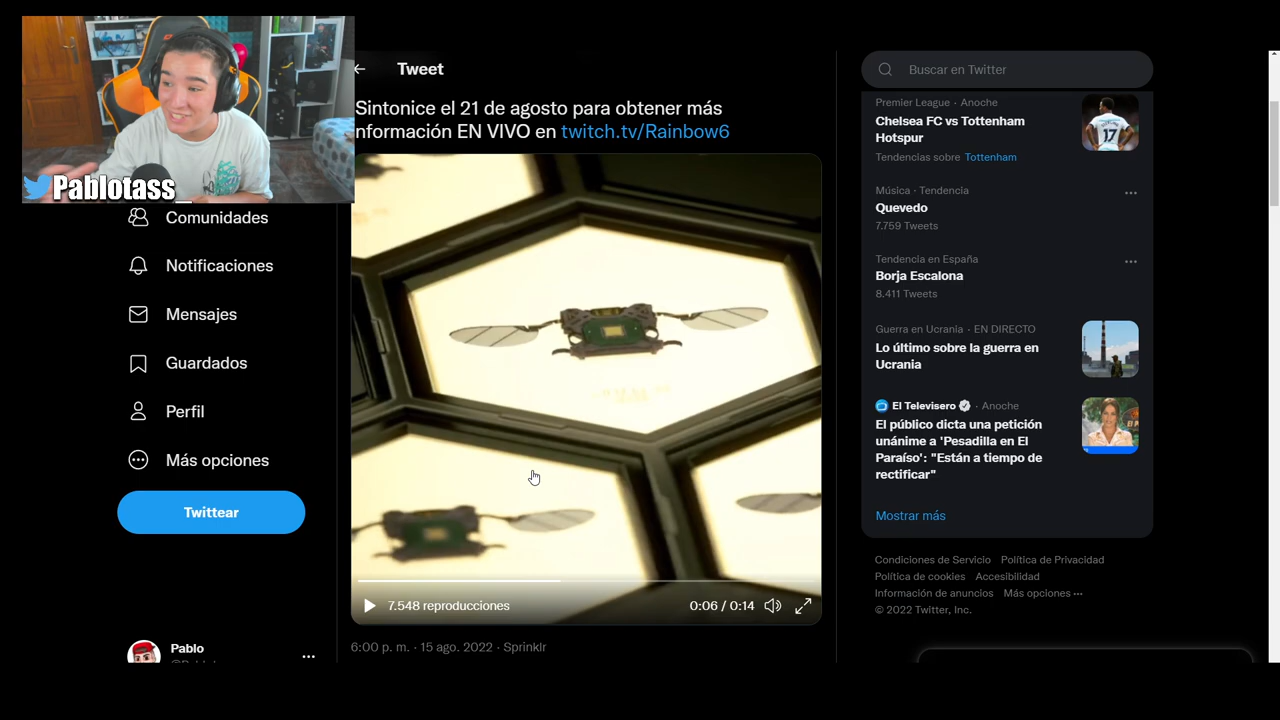 Pablotass_
Tweet
Sintonice el 21 de agosto para obtener más
nformación EN VIVO en twitch.tv/Rainbow6
Comunidades
Notificaciones
Mensajes
Guardados
Perfil
Más opciones
Twittear
Pablo
7.548 reproducciones
0:06 / 0:14
6:00 p. m. · 15 ago. 2022 · Sprinklr
Buscar en Twitter
Premier League · Anoche
Chelsea FC vs Tottenham
Hotspur
Tendencias sobre Tottenham
17
Música · Tendencia
Quevedo
7.759 Tweets
Tendencia en España
Borja Escalona
8.411 Tweets
Guerra en Ucrania · EN DIRECTO
Lo último sobre la guerra en
Ucrania
El Televisero · Anoche
El público dicta una petición
unánime a 'Pesadilla en El
Paraíso': "Están a tiempo de
rectificar"
Mostrar más
Condiciones de Servicio Política de Privacidad
Política de cookies Accesibilidad
Información de anuncios Más opciones ···
© 2022 Twitter, Inc.